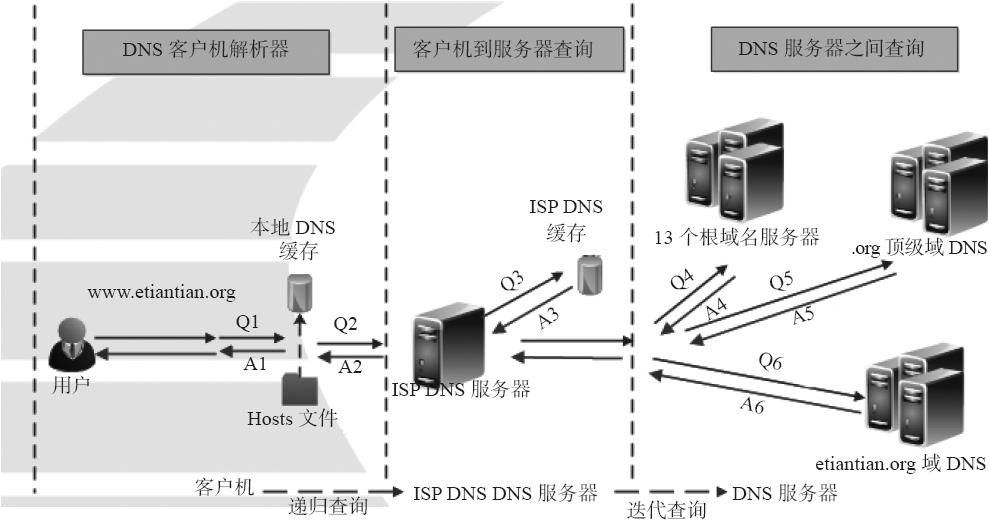 DNS 客户机解析器
客户机到服务器查询
DNS 服务器之间查询
本地 DNS
缓存
ISP DNS
缓存
13 个根域名服务器
.org 顶级域 DNS
www.etiantian.org
Q1
A1
Q2
A2
Q3
A3
Q4
A4
Q5
A5
Q6
A6
用户
Hosts 文件
ISP DNS 服务器
etiantian.org 域 DNS
客户机
递归查询
ISP DNS DNS 服务器
迭代查询
DNS 服务器